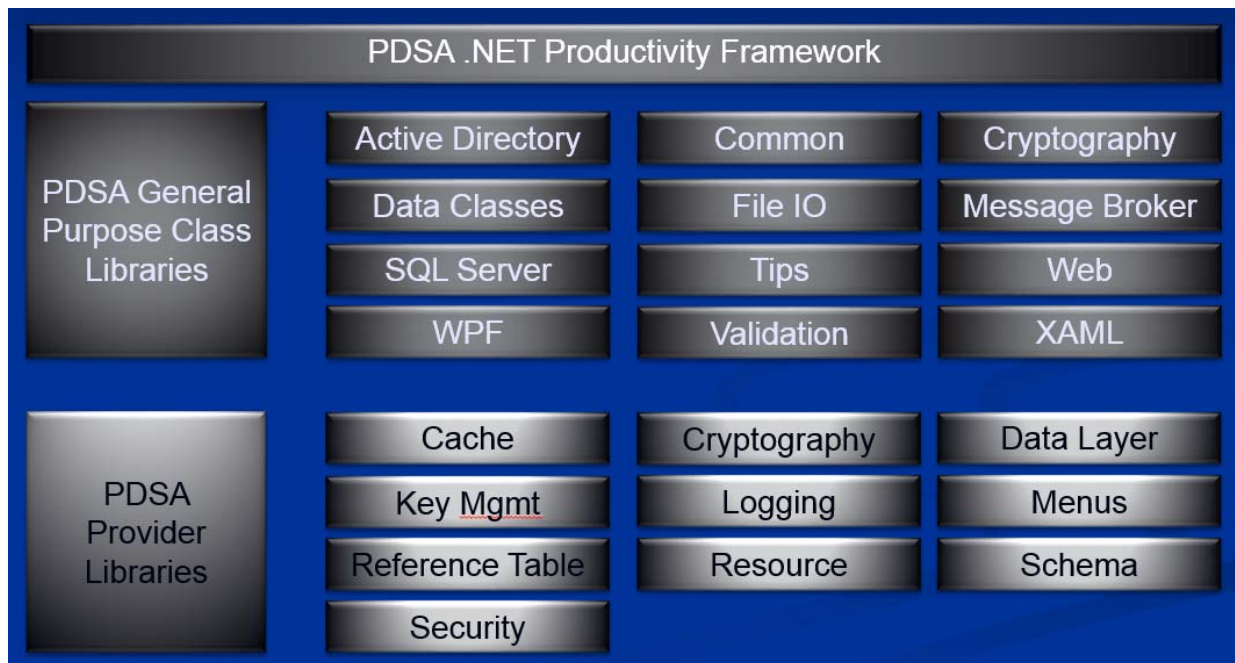 PDSA .NET Productivity Framework
PDSA General
Purpose Class
Libraries
Active Directory
Common
Cryptography
Data Classes
File IO
Message Broker
SQL Server
Tips
Web
WPF
Validation
XAML
PDSA
Provider
Libraries
Cache
Cryptography
Data Layer
Key Mgmt
Logging
Menus
Reference Table
Resource
Schema
Security